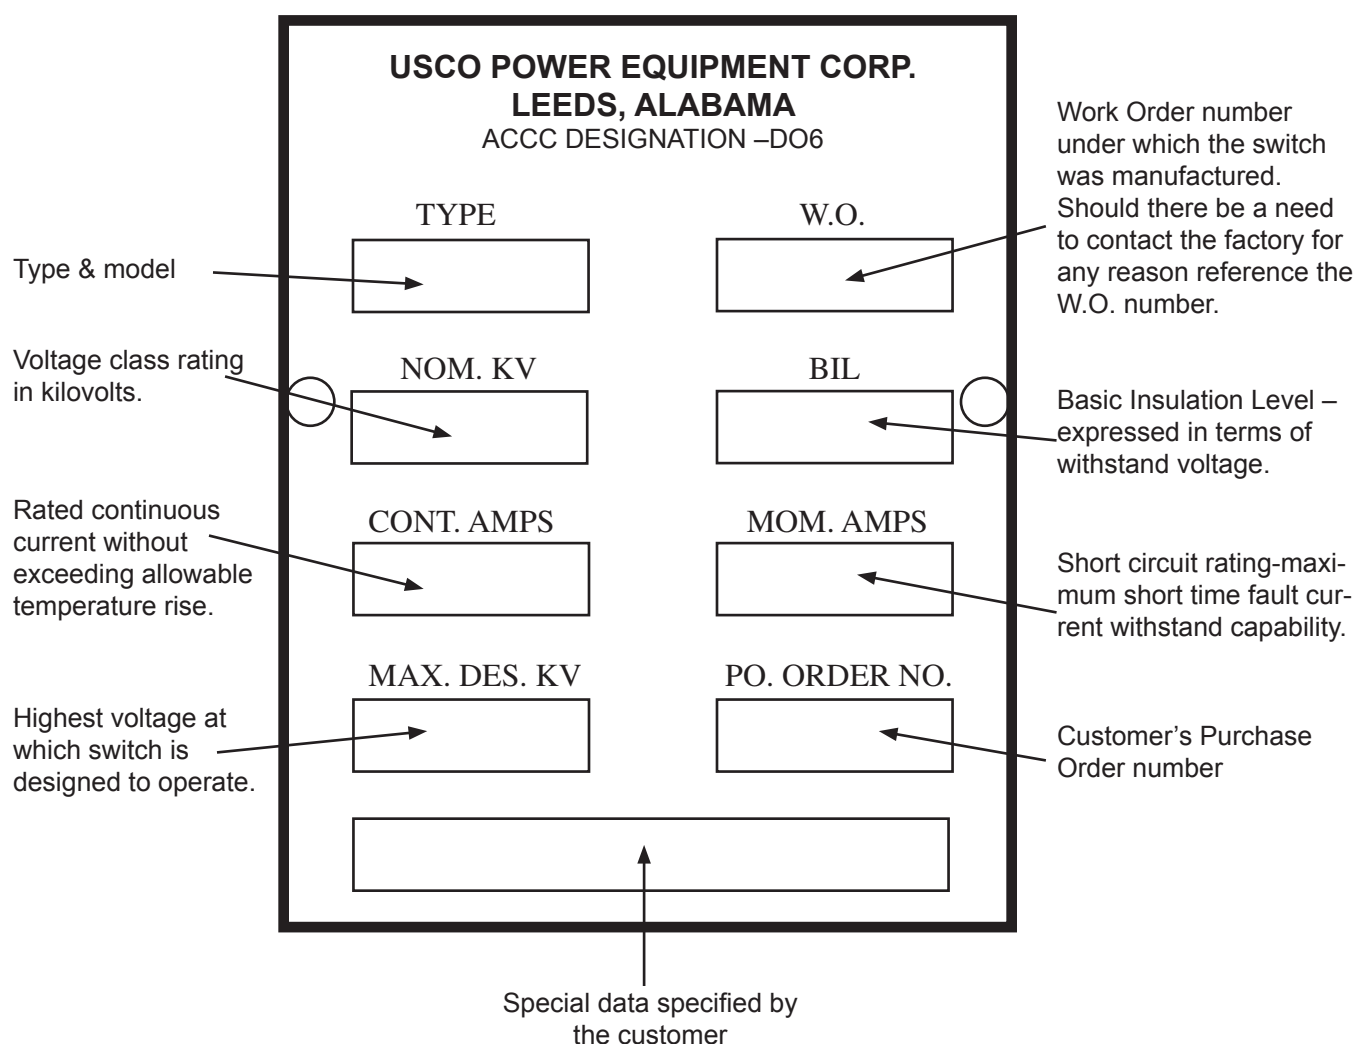 USCO POWER EQUIPMENT CORP.
LEEDS, ALABAMA
ACCC DESIGNATION –DO6
TYPE
W.O.
Type & model
Work Order number
under which the switch
was manufactured.
Should there be a need
to contact the factory for
any reason reference the
W.O. number.
NOM. KV
BIL
Voltage class rating
in kilovolts.
Basic Insulation Level –
expressed in terms of
withstand voltage.
CONT. AMPS
MOM. AMPS
Rated continuous
current without
exceeding allowable
temperature rise.
Short circuit rating-maxi-
mum short time fault cur-
rent withstand capability.
MAX. DES. KV
PO. ORDER NO.
Highest voltage at
which switch is
designed to operate.
Customer’s Purchase
Order number
Special data specified by
the customer